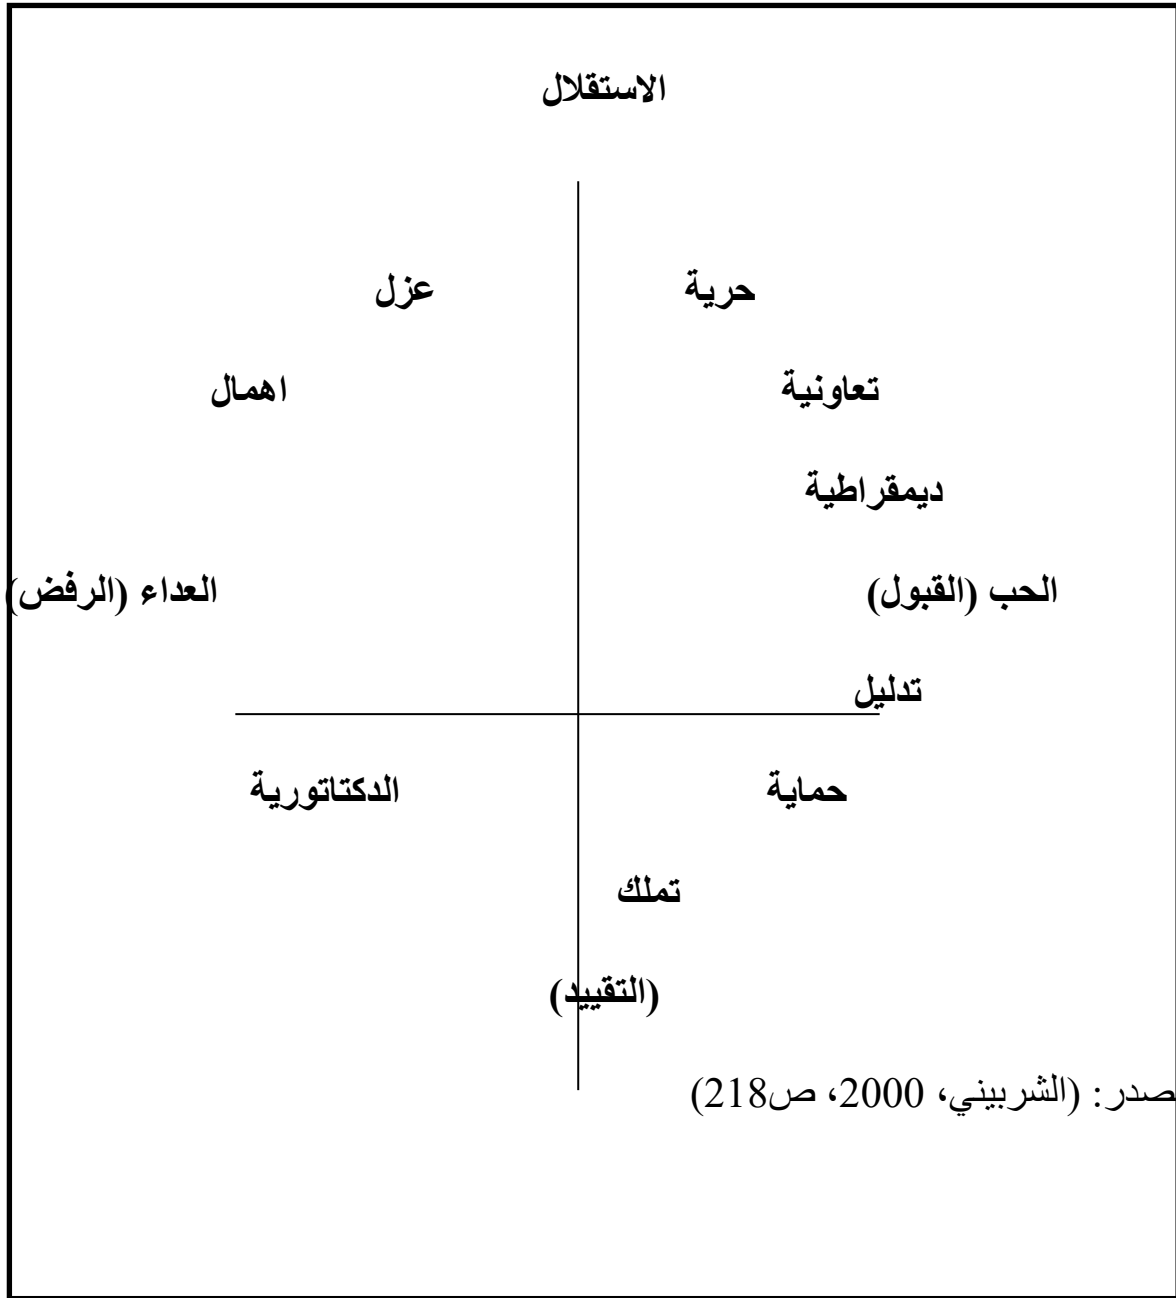 الاستقلال
حرية عزل
تعاونية اهمال
ديمقراطية
الحب (القبول) العداء (الرفض)
تدليل
حماية الدكتاتورية
تملك
(التقييد)
صدر: (الشربيني، 2000، ص218)